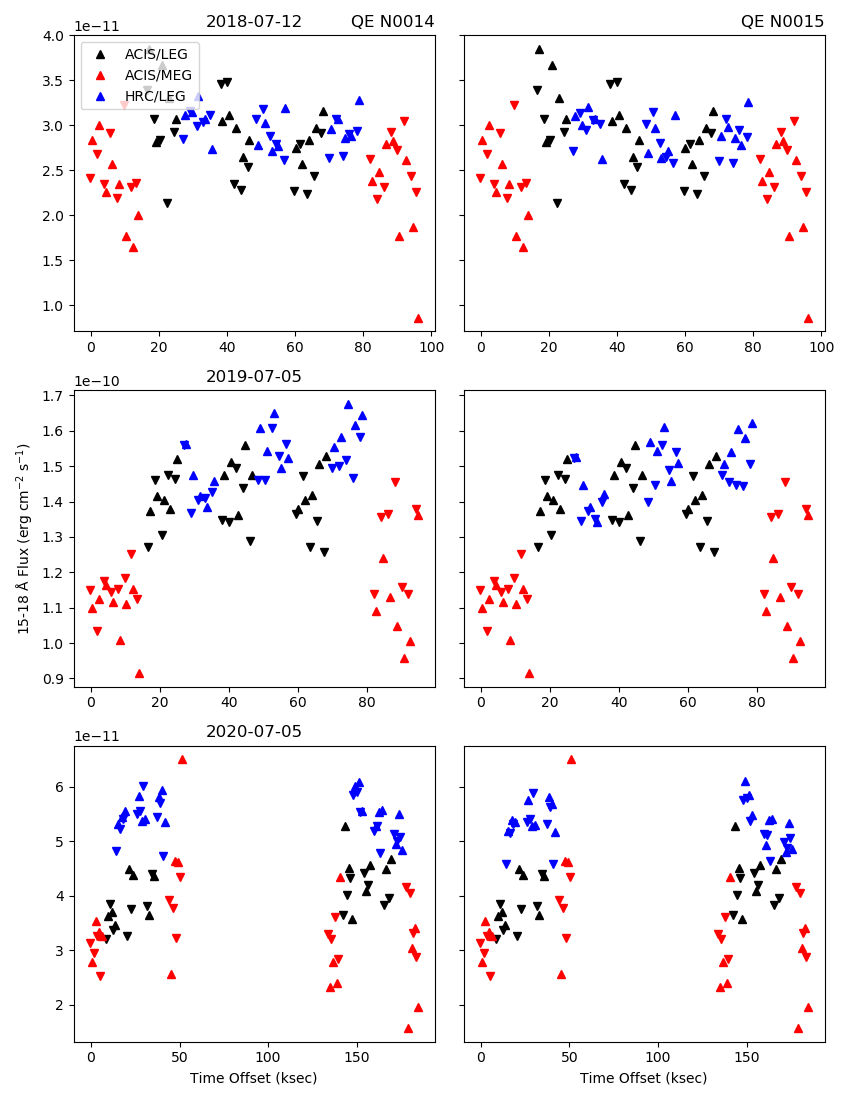 2018-07-12 QE N0014 QE N0015
1e−11
ACIS/LEG
ACIS/MEG
HRC/LEG
4.0
3.5
3.0
2.5
2.0
1.5
1.0
0 20 40 60 80 100 0 20 40 60 80 100
1e−10 2019-07-05
1.7
1.6
1.5
1.4
1.3
1.2
1.1
1.0
0.9
15-18 Å Flux (erg cm⁻² s⁻¹)
0 20 40 60 80 0 20 40 60 80
1e−11 2020-07-05
6
5
4
3
2
0 50 100 150 0 50 100 150
Time Offset (ksec) Time Offset (ksec)